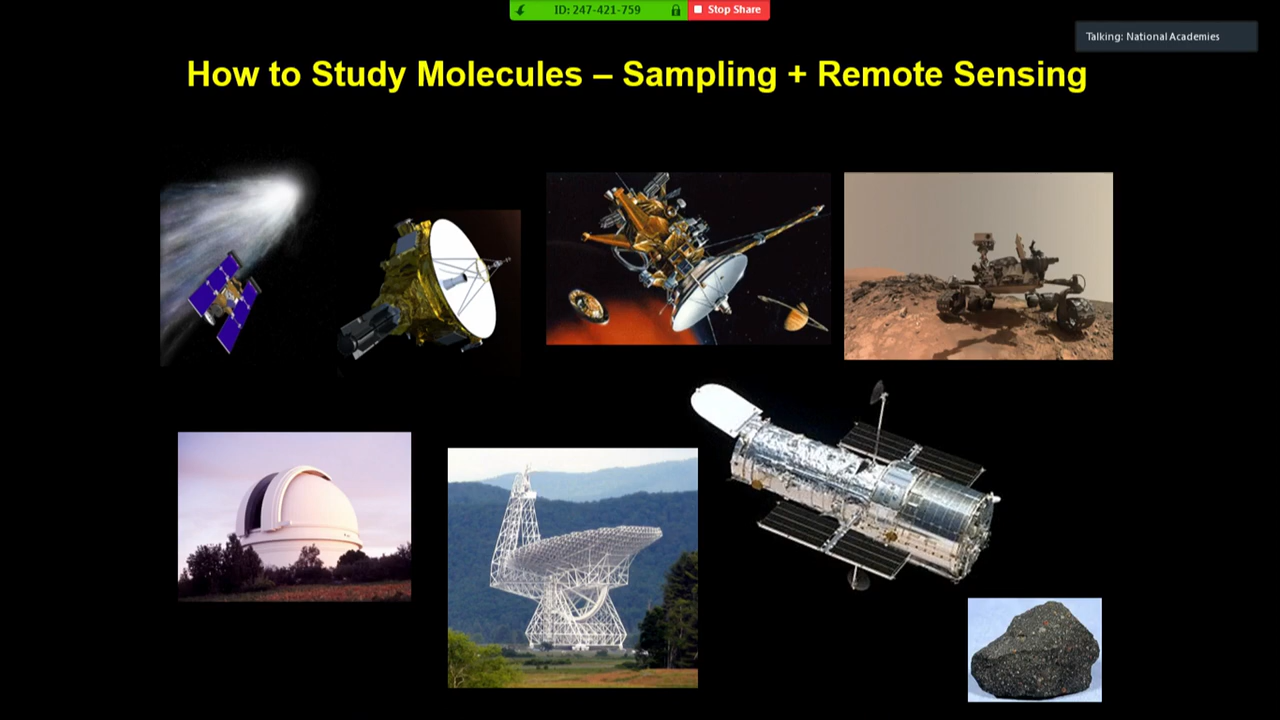 ID: 247-421-759
Stop Share
Talking: National Academies
How to Study Molecules – Sampling + Remote Sensing